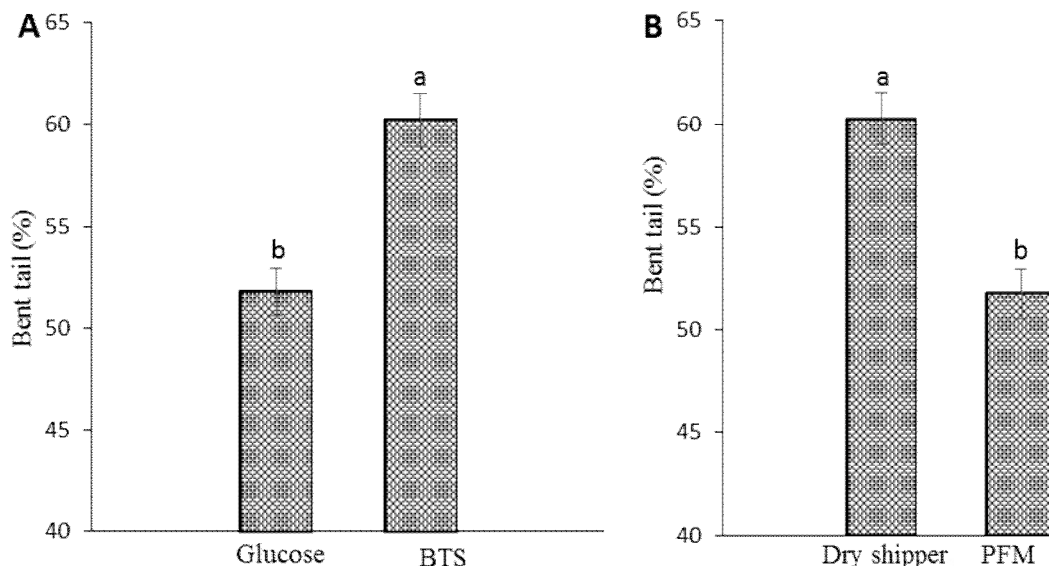 A
Bent tail (%)
65
60
55
50
45
40
b
a
Glucose
BTS
B
Bent tail (%)
65
60
55
50
45
40
a
b
Dry shipper
PFM